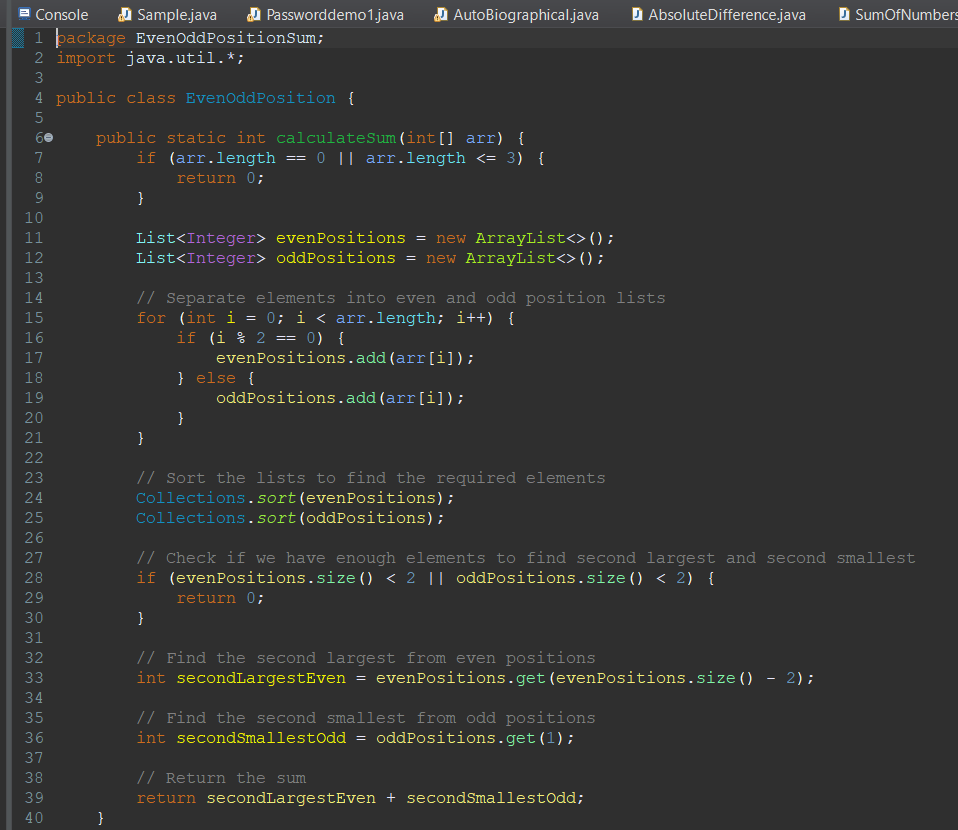 Console Sample.java Passworddemo1.java AutoBiographical.java AbsoluteDifference.java SumOfNumbers
1 package EvenOddPositionSum;
2 import java.util.*;
3
4 public class EvenOddPosition {
5
6 public static int calculateSum(int[] arr) {
7 if (arr.length == 0 || arr.length <= 3) {
8 return 0;
9 }
10
11 List<Integer> evenPositions = new ArrayList<>();
12 List<Integer> oddPositions = new ArrayList<>();
13
14 // Separate elements into even and odd position lists
15 for (int i = 0; i < arr.length; i++) {
16 if (i % 2 == 0) {
17 evenPositions.add(arr[i]);
18 } else {
19 oddPositions.add(arr[i]);
20 }
21 }
22
23 // Sort the lists to find the required elements
24 Collections.sort(evenPositions);
25 Collections.sort(oddPositions);
26
27 // Check if we have enough elements to find second largest and second smallest
28 if (evenPositions.size() < 2 || oddPositions.size() < 2) {
29 return 0;
30 }
31
32 // Find the second largest from even positions
33 int secondLargestEven = evenPositions.get(evenPositions.size() - 2);
34
35 // Find the second smallest from odd positions
36 int secondSmallestOdd = oddPositions.get(1);
37
38 // Return the sum
39 return secondLargestEven + secondSmallestOdd;
40 }